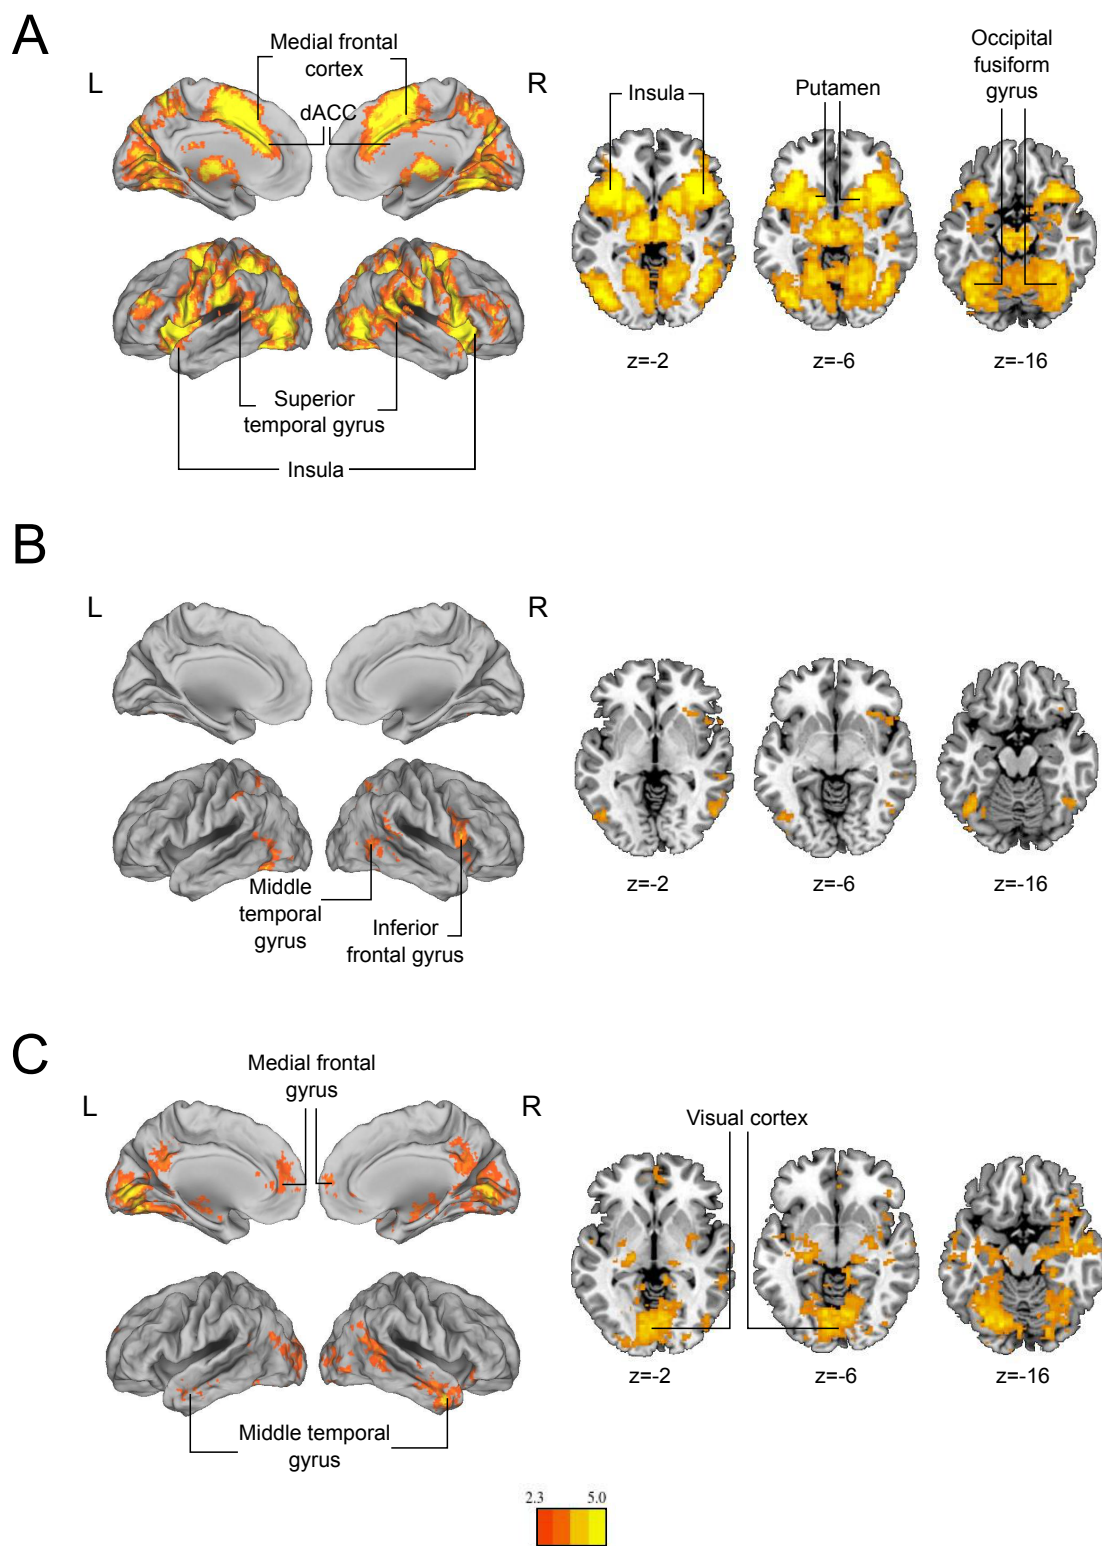 A
Medial frontal
cortex
L
dACC
R
Insula
Putamen
Occipital
fusiform
gyrus
z=-2
z=-6
z=-16
Superior
temporal gyrus
Insula
B
L
R
Middle
temporal
gyrus
Inferior
frontal gyrus
z=-2
z=-6
z=-16
C
Medial frontal
gyrus
L
R
Visual cortex
z=-2
z=-6
z=-16
Middle temporal
gyrus
2.3
5.0